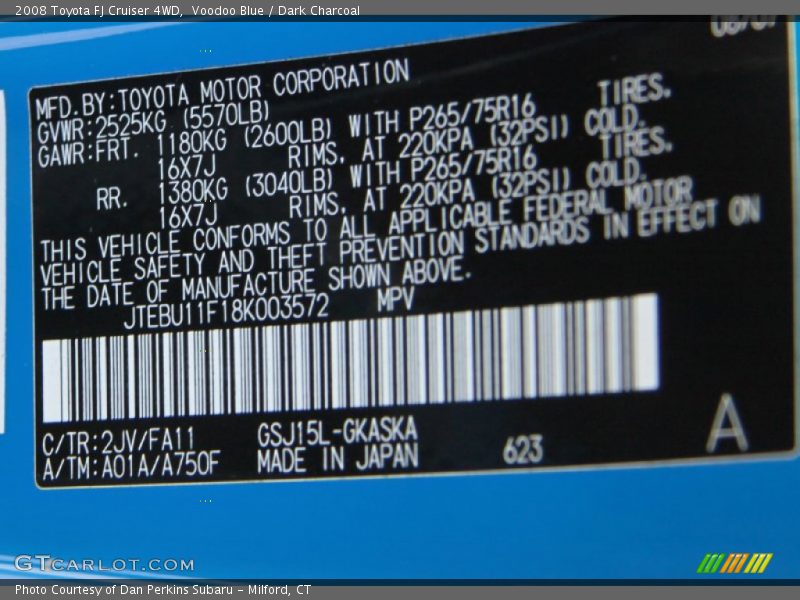 2008 Toyota FJ Cruiser 4WD,  Voodoo Blue / Dark Charcoal
MFD.BY:TOYOTA MOTOR CORPORATION
GVWR:2525KG (5570LB)
GAWR:FRT. 1180KG (2600LB) WITH P265/75R16 TIRES.
16X7J RIMS, AT 220KPA (32PSI) COLD.
RR. 1380KG (3040LB) WITH P265/75R16 TIRES.
16X7J RIMS, AT 220KPA (32PSI) COLD.
THIS VEHICLE CONFORMS TO ALL APPLICABLE FEDERAL MOTOR
VEHICLE SAFETY AND THEFT PREVENTION STANDARDS IN EFFECT ON
THE DATE OF MANUFACTURE SHOWN ABOVE.
JTEBU11F18K003572 MPV
C/TR:2JV/FA11 GSJ15L-GKASKA
A/TM:A01A/A750F MADE IN JAPAN 623
A
GTCARLOT.COM
Photo Courtesy of Dan Perkins Subaru - Milford, CT